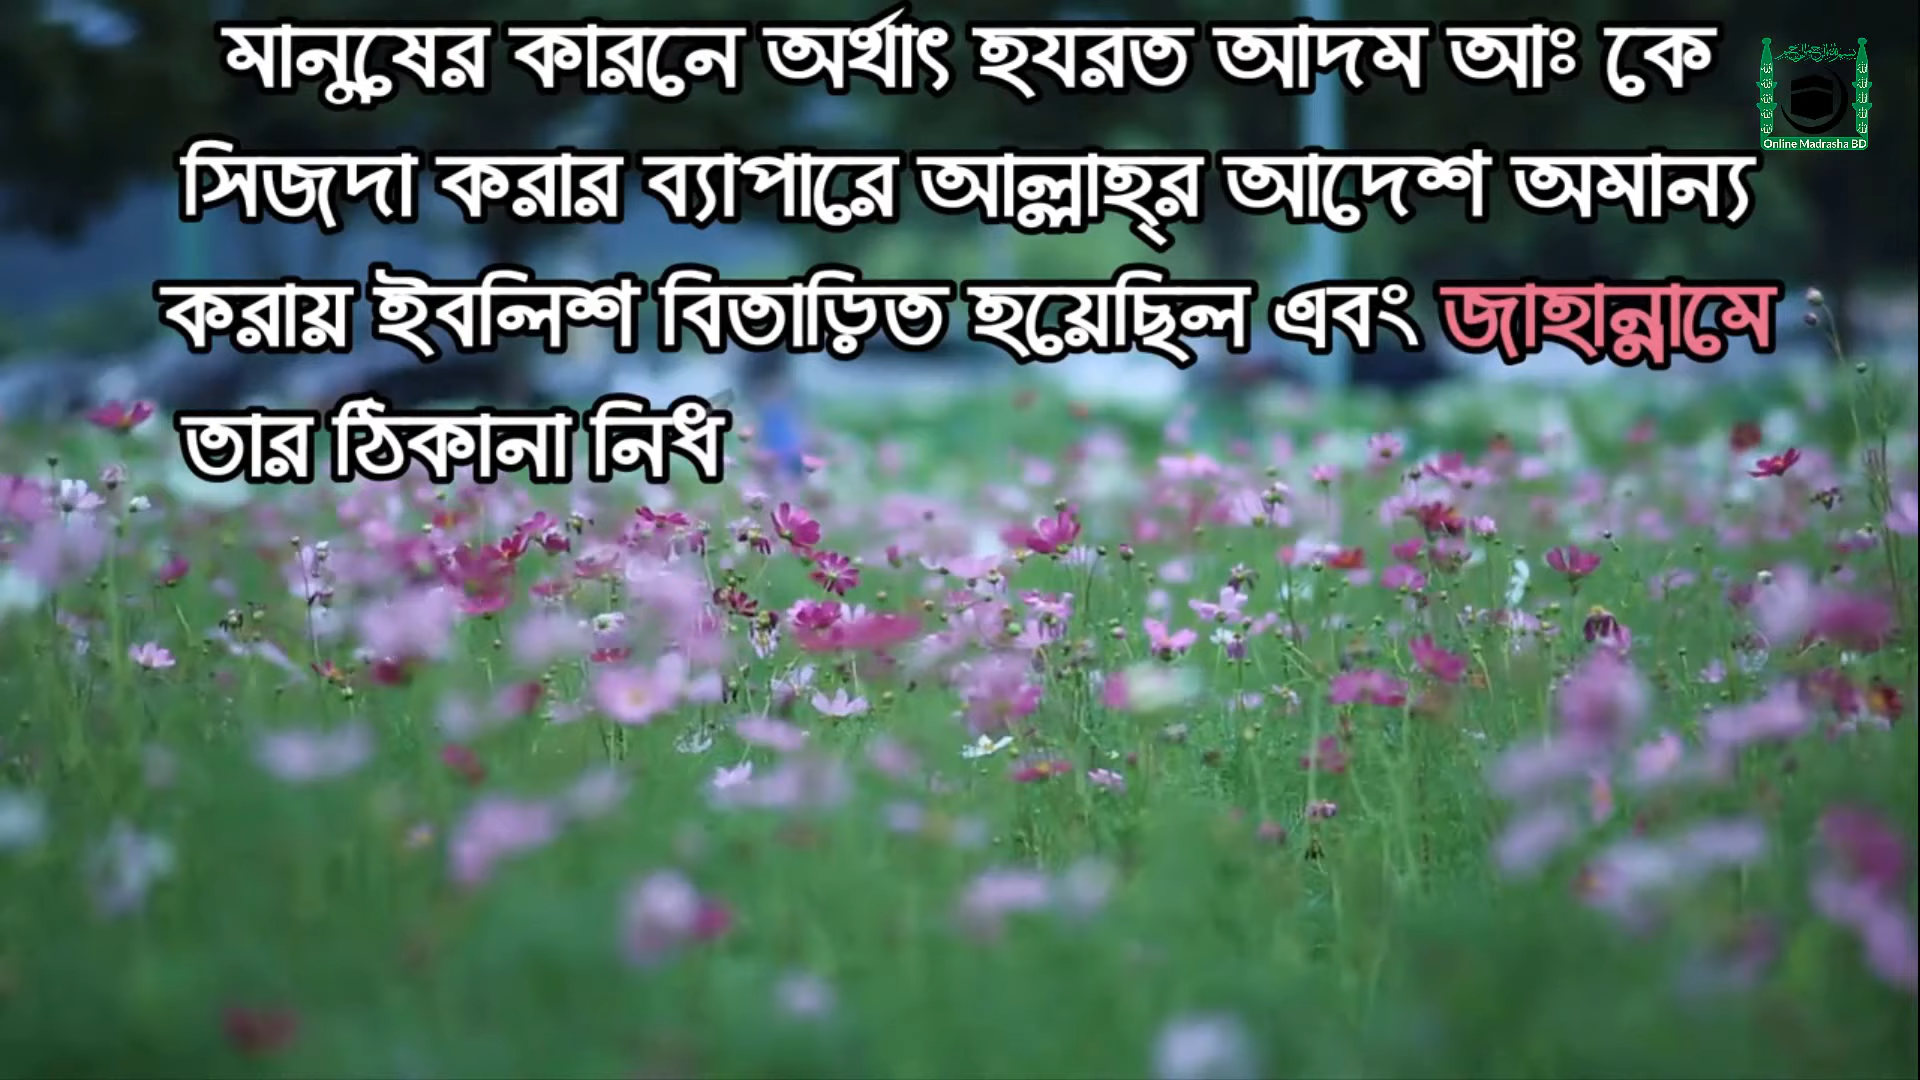 মানুষের কারনে অর্থাৎ হযরত আদম আঃ কে
সিজদা করার ব্যাপারে আল্লাহ্‌র আদেশ অমান্য
করায় ইবলিশ বিতাড়িত হয়েছিল এবং জাহান্নামে
তার ঠিকানা নিধ
Online Madrasha BD